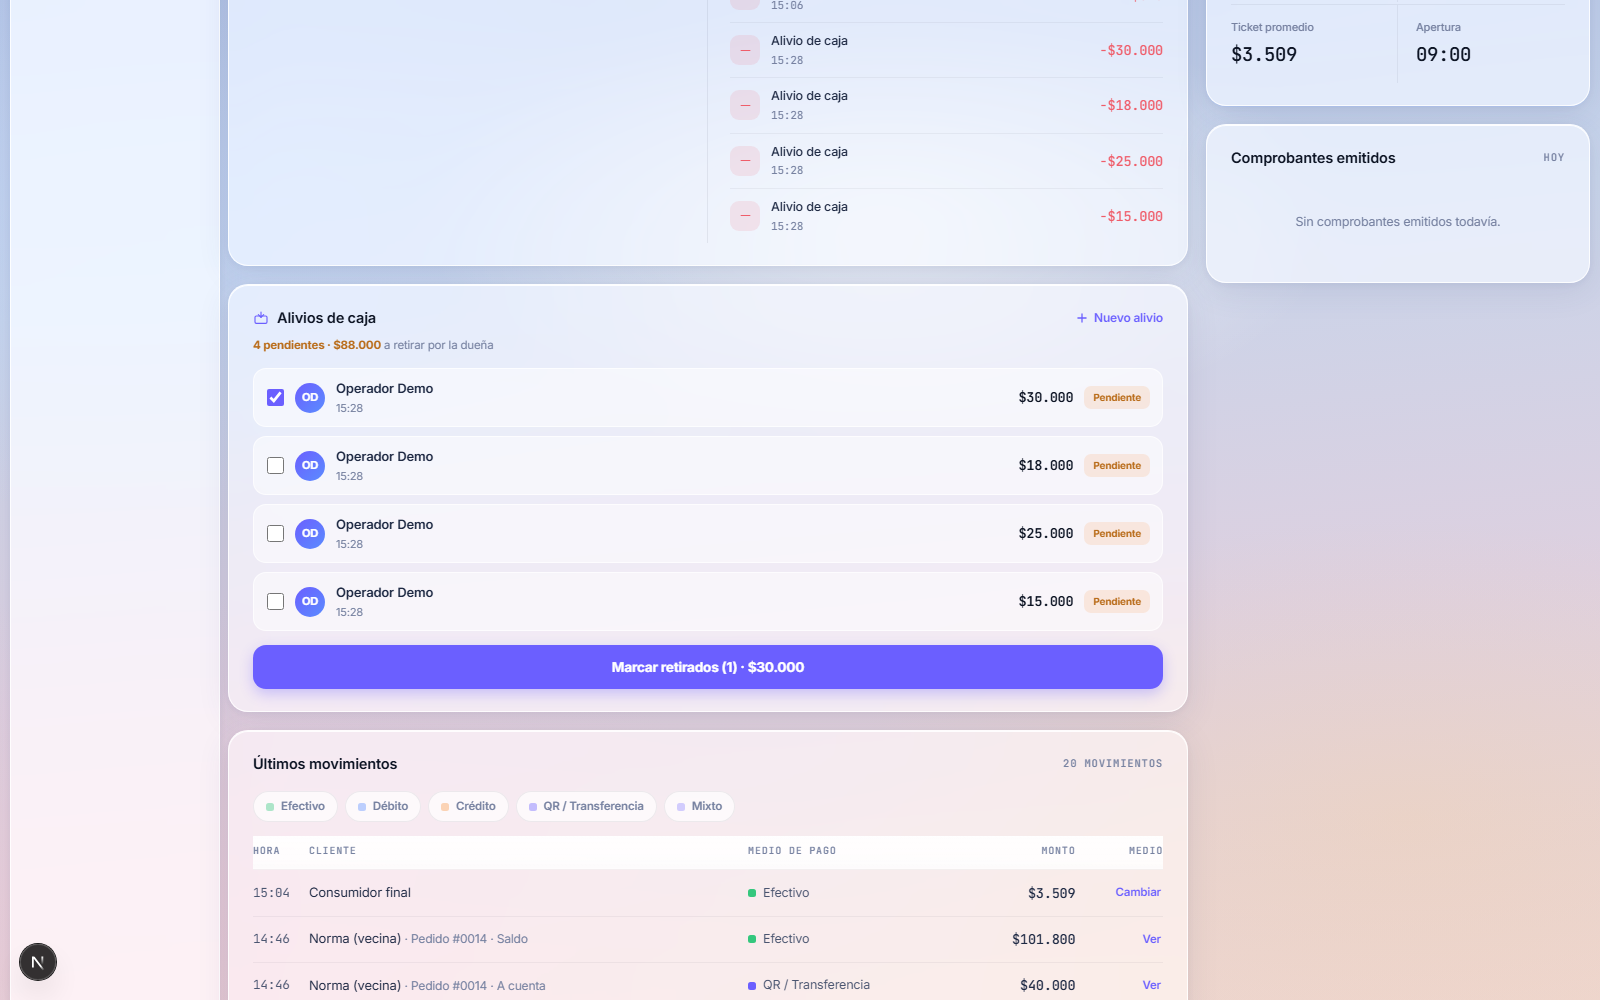 15:06
Alivio de caja
15:28
-$30.000
Alivio de caja
15:28
-$18.000
Alivio de caja
15:28
-$25.000
Alivio de caja
15:28
-$15.000
Ticket promedio
$3.509
Apertura
09:00
Comprobantes emitidos
HOY
Sin comprobantes emitidos todavía.
Alivios de caja
+ Nuevo alivio
4 pendientes · $88.000 a retirar por la dueña
OD
Operador Demo
15:28
$30.000
Pendiente
OD
Operador Demo
15:28
$18.000
Pendiente
OD
Operador Demo
15:28
$25.000
Pendiente
OD
Operador Demo
15:28
$15.000
Pendiente
Marcar retirados (1) · $30.000
Últimos movimientos
20 MOVIMIENTOS
Efectivo
Débito
Crédito
QR / Transferencia
Mixto
HORA CLIENTE MEDIO DE PAGO MONTO MEDIO
15:04 Consumidor final Efectivo $3.509 Cambiar
14:46 Norma (vecina) · Pedido #0014 · Saldo Efectivo $101.800 Ver
14:46 Norma (vecina) · Pedido #0014 · A cuenta QR / Transferencia $40.000 Ver
N